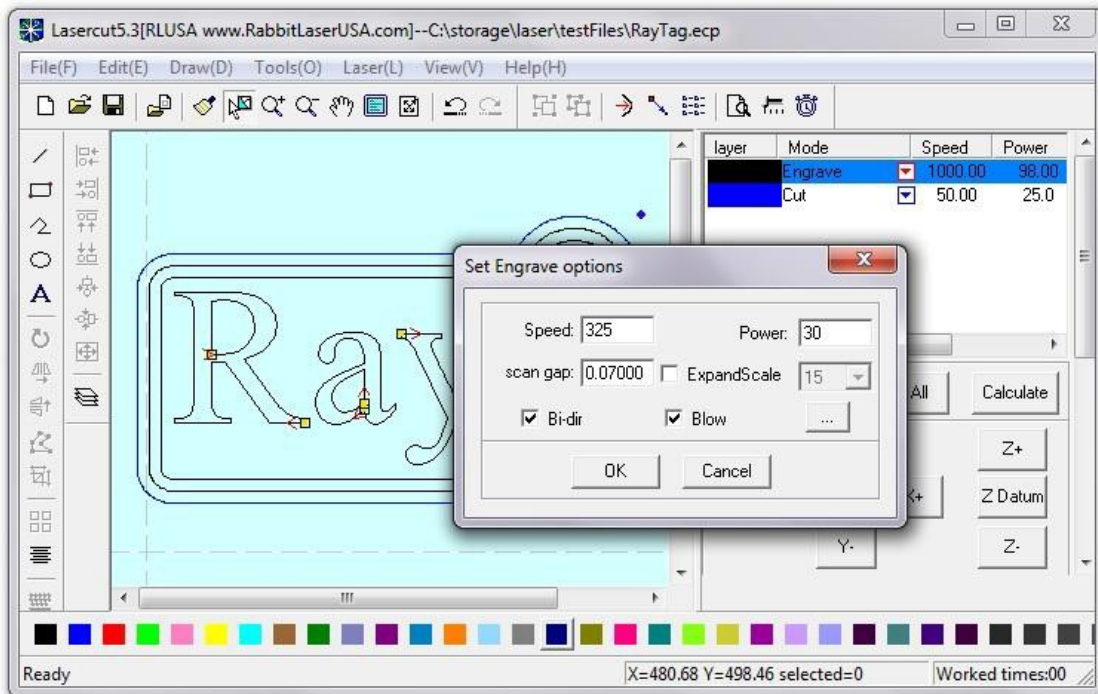 Lasercut5.3[RLUSA www.RabbitLaserUSA.com]--C:\storage\laser\testFiles\RayTag.ecp
File(F) Edit(E) Draw(D) Tools(O) Laser(L) View(V) Help(H)
layer Mode Speed Power
Engrave 1000.00 98.00
Cut 50.00 25.0
Ray
Set Engrave options
Speed: 325 Power: 30
scan gap: 0.07000 ExpandScale 15
Bi-dir Blow ...
OK Cancel
All Calculate
Z+
X+ Z Datum
Y- Z-
Ready X=480.68 Y=498.46 selected=0 Worked times:00